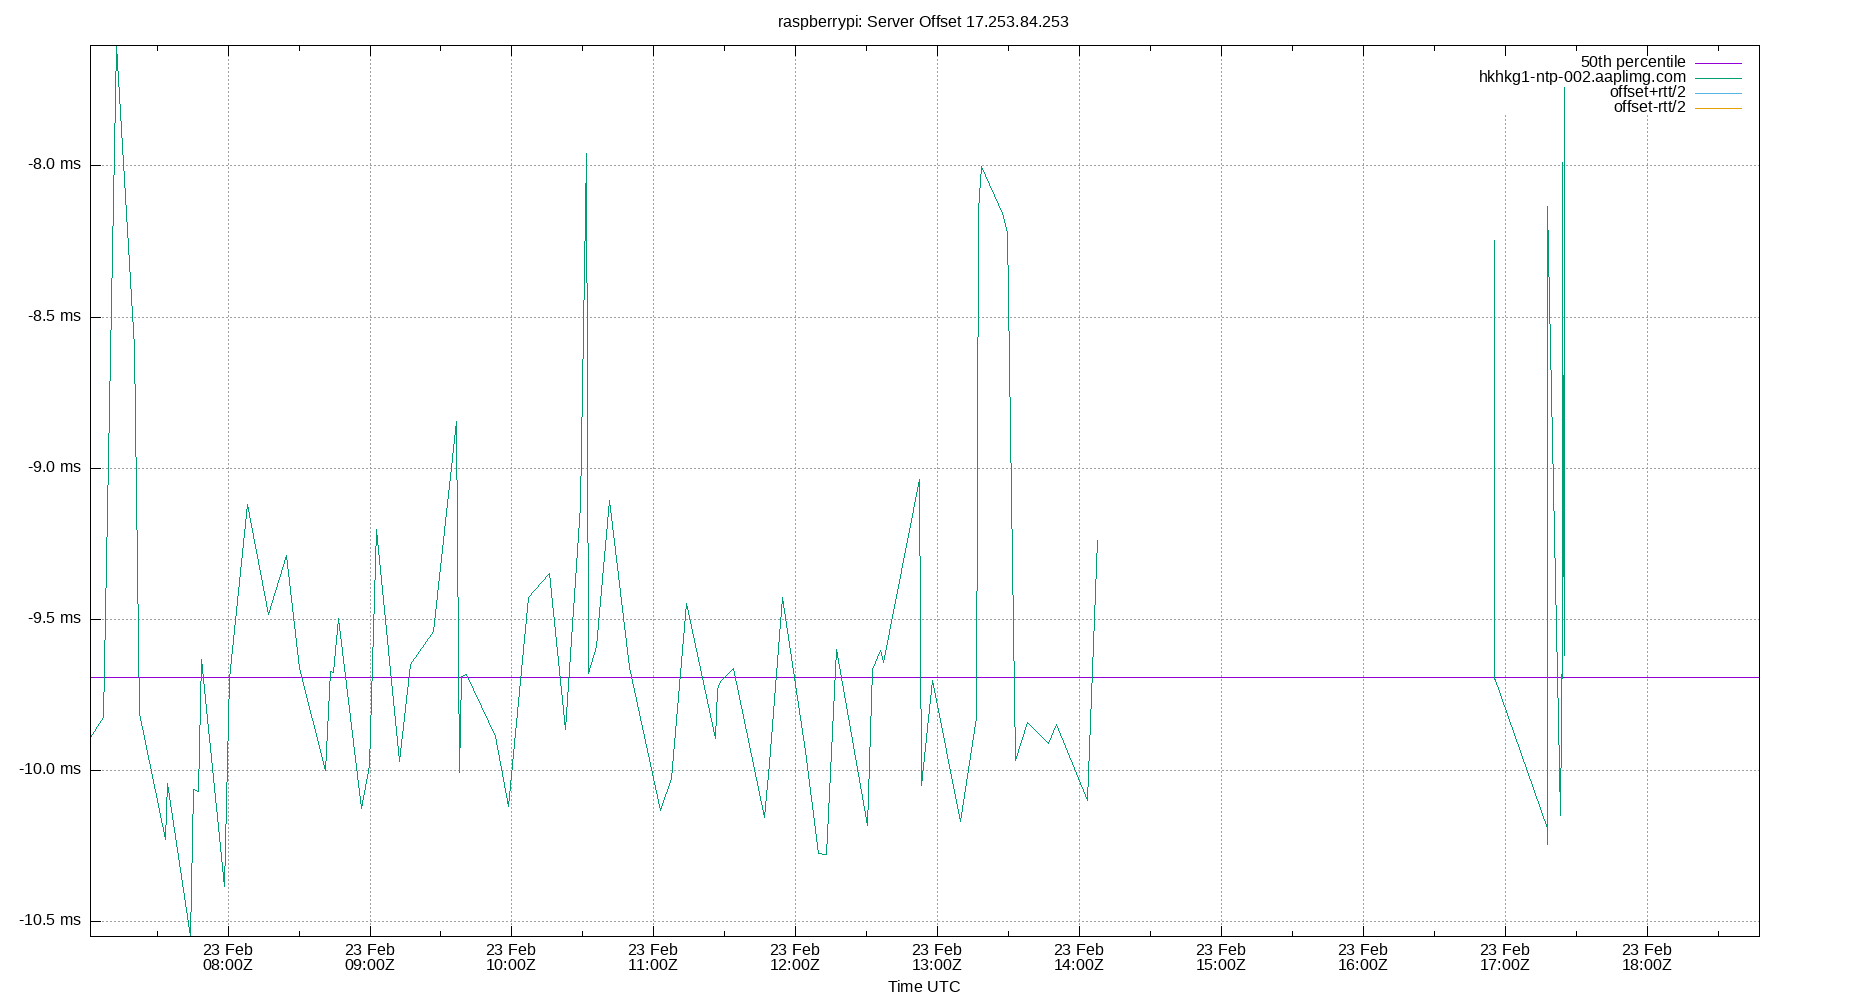 raspberrypi: Server Offset 17.253.84.253
50th percentile
hkhkg1-ntp-002.aaplimg.com
offset+rtt/2
offset-rtt/2
-8.0 ms
-8.5 ms
-9.0 ms
-9.5 ms
-10.0 ms
-10.5 ms
23 Feb 23 Feb 23 Feb 23 Feb 23 Feb 23 Feb 23 Feb 23 Feb 23 Feb 23 Feb 23 Feb
08:00Z 09:00Z 10:00Z 11:00Z 12:00Z 13:00Z 14:00Z 15:00Z 16:00Z 17:00Z 18:00Z
Time UTC